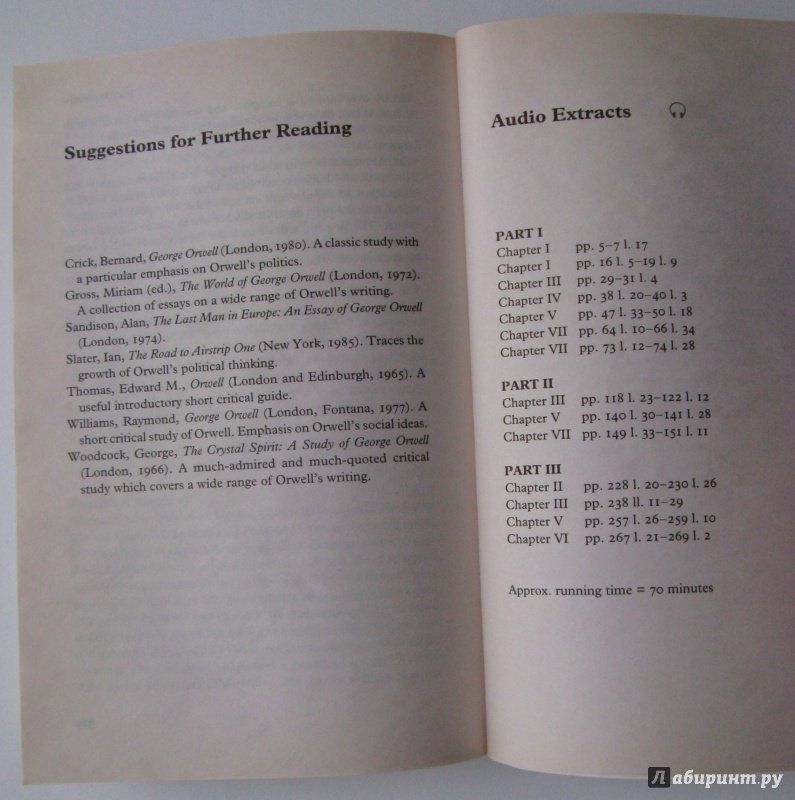 Suggestions for Further Reading
Crick, Bernard, George Orwell (London, 1980). A classic study with
a particular emphasis on Orwell's politics.
Gross, Miriam (ed.), The World of George Orwell (London, 1972).
A collection of essays on a wide range of Orwell's writing.
Sandison, Alan, The Last Man in Europe: An Essay of George Orwell
(London, 1974).
Slater, Ian, The Road to Airstrip One (New York, 1985). Traces the
growth of Orwell's political thinking.
Thomas, Edward M., Orwell (London and Edinburgh, 1965). A
useful introductory short critical guide.
Williams, Raymond, George Orwell (London, Fontana, 1977). A
short critical study of Orwell. Emphasis on Orwell's social ideas.
Woodcock, George, The Crystal Spirit: A Study of George Orwell
(London, 1966). A much-admired and much-quoted critical
study which covers a wide range of Orwell's writing.
Audio Extracts
PART I
Chapter I pp. 5–7 l. 17
Chapter I pp. 16 l. 5–19 l. 9
Chapter III pp. 29–31 l. 4
Chapter IV pp. 38 l. 20–40 l. 3
Chapter V pp. 47 l. 33–50 l. 18
Chapter VII pp. 64 l. 10–66 l. 34
Chapter VII pp. 73 l. 12–74 l. 28
PART II
Chapter III pp. 118 l. 23–122 l. 12
Chapter V pp. 140 l. 30–141 l. 28
Chapter VII pp. 149 l. 33–151 l. 11
PART III
Chapter II pp. 228 l. 20–230 l. 26
Chapter III pp. 238 ll. 11–29
Chapter V pp. 257 l. 26–259 l. 10
Chapter VI pp. 267 l. 21–269 l. 2
Approx. running time = 70 minutes
Лабиринт.ру